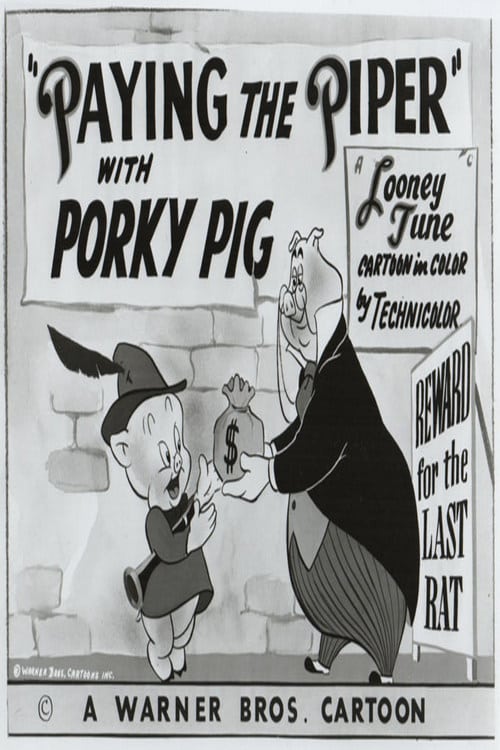 "PAYING THE PIPER"
WITH
PORKY PIG
A "Looney
Tune"
CARTOON in COLOR
by TECHNICOLOR
$
REWARD
for the
LAST
RAT
© WARNER BROS. CARTOONS INC.
© A WARNER BROS. CARTOON